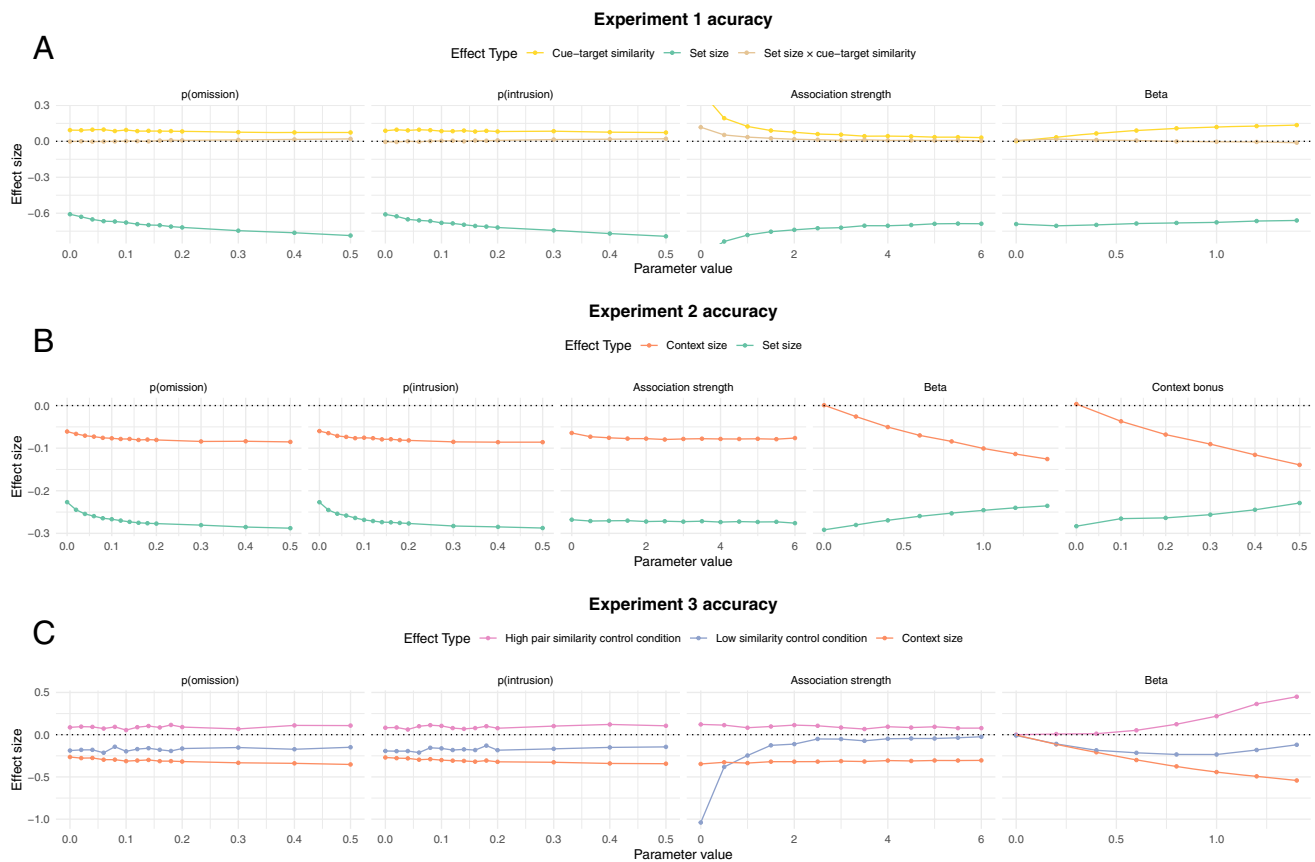 Experiment 1 acuracy
A
Effect Type Cue−target similarity Set size Set size × cue−target similarity
p(omission) p(intrusion) Association strength Beta
0.3
0.0
−0.3
−0.6
Effect size
0.0 0.1 0.2 0.3 0.4 0.5 0.0 0.1 0.2 0.3 0.4 0.5 0 2 4 6 0.0 0.5 1.0
Parameter value
Experiment 2 accuracy
B
Effect Type Context size Set size
p(omission) p(intrusion) Association strength Beta Context bonus
0.0
−0.1
−0.2
−0.3
Effect size
0.0 0.1 0.2 0.3 0.4 0.5 0.0 0.1 0.2 0.3 0.4 0.5 0 2 4 6 0.0 0.5 1.0 0.0 0.1 0.2 0.3 0.4 0.5
Parameter value
Experiment 3 accuracy
C
Effect Type High pair similarity control condition Low similarity control condition Context size
p(omission) p(intrusion) Association strength Beta
0.5
0.0
−0.5
−1.0
Effect size
0.0 0.1 0.2 0.3 0.4 0.5 0.0 0.1 0.2 0.3 0.4 0.5 0 2 4 6 0.0 0.5 1.0
Parameter value